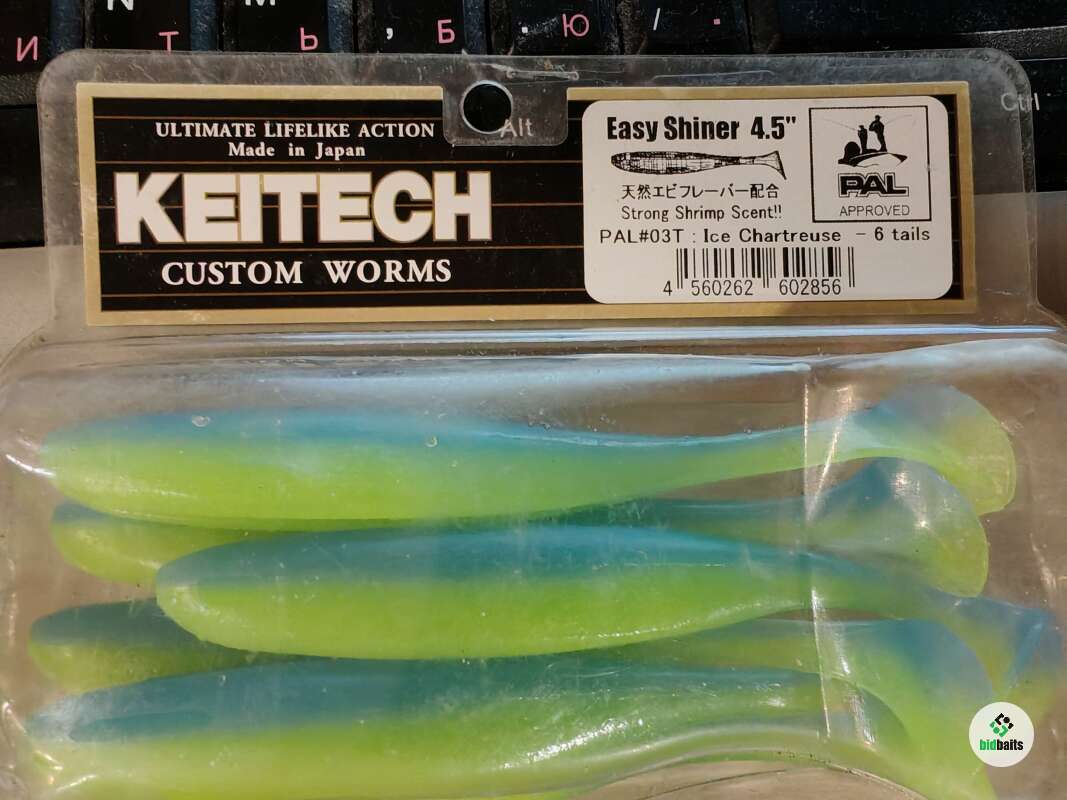 N M
И Т Ь , Б . Ю / .
Ctrl
Alt
ULTIMATE LIFELIKE ACTION
Made in Japan
KEITECH
CUSTOM WORMS
Easy Shiner 4.5"
天然エビフレーバー配合
Strong Shrimp Scent!!
PAL
APPROVED
PAL#03T : Ice Chartreuse - 6 tails
4 560262 602856
bidbaits